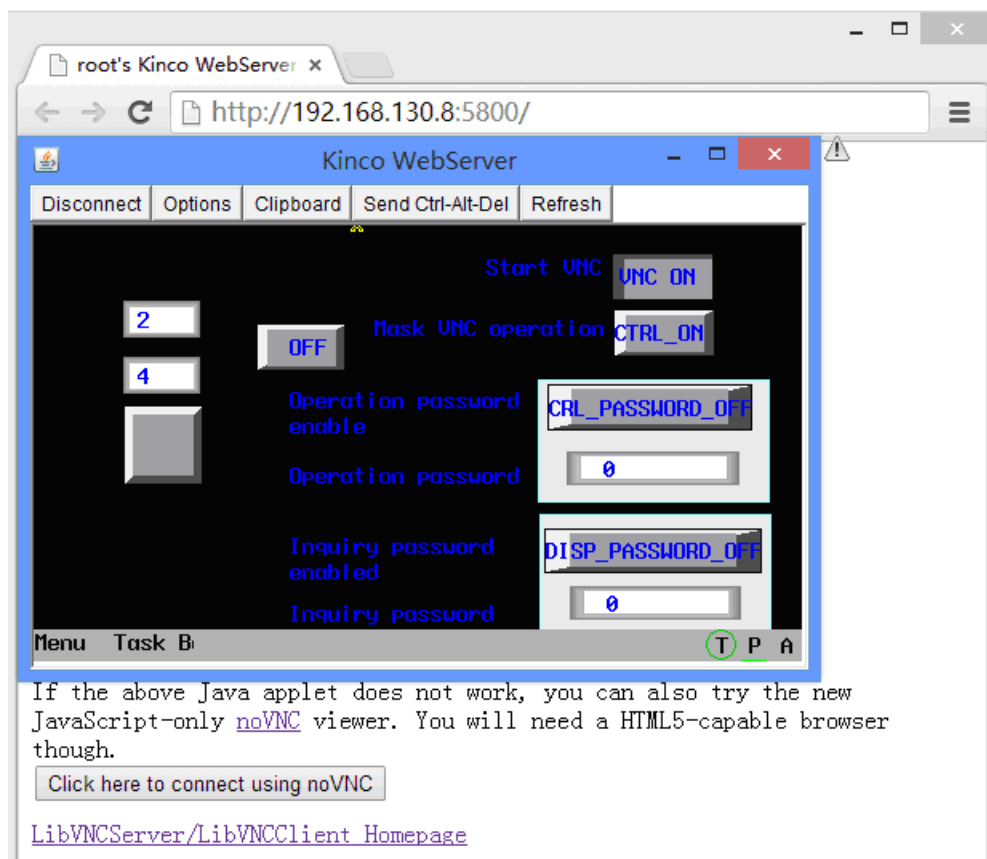 root's Kinco WebServer
http://192.168.130.8:5800/
Kinco WebServer
Disconnect Options Clipboard Send Ctrl-Alt-Del Refresh
Start VNC VNC ON
2
Mask VNC operation CTRL_ON
OFF
4
Operation password
enable
CRL_PASSWORD_OFF
Operation password 0
Inquiry password
enabled
DISP_PASSWORD_OFF
Inquiry password 0
Menu Task T P A
If the above Java applet does not work, you can also try the new
JavaScript-only noVNC viewer. You will need a HTML5-capable browser
though.
Click here to connect using noVNC
LibVNCServer/LibVNCClient Homepage